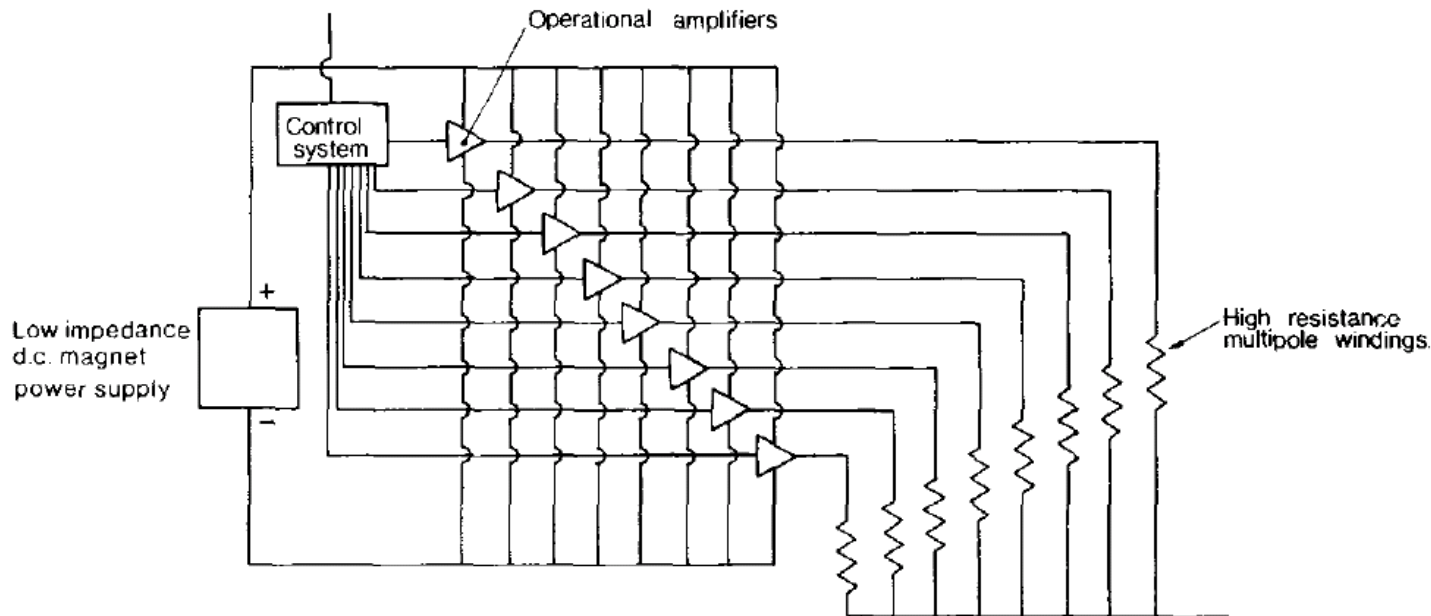 Operational amplifiers
Control
system
+
Low impedance
d.c. magnet
power supply
−
High resistance
multipole windings.